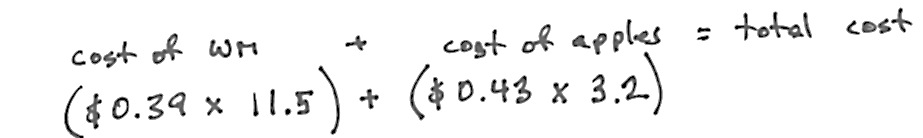 cost of WM + cost of apples = total cost
($0.39 x 11.5) + ($0.43 x 3.2)